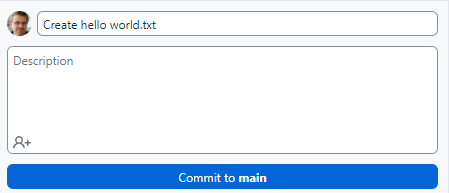 Create hello world.txt
Description
Commit to main